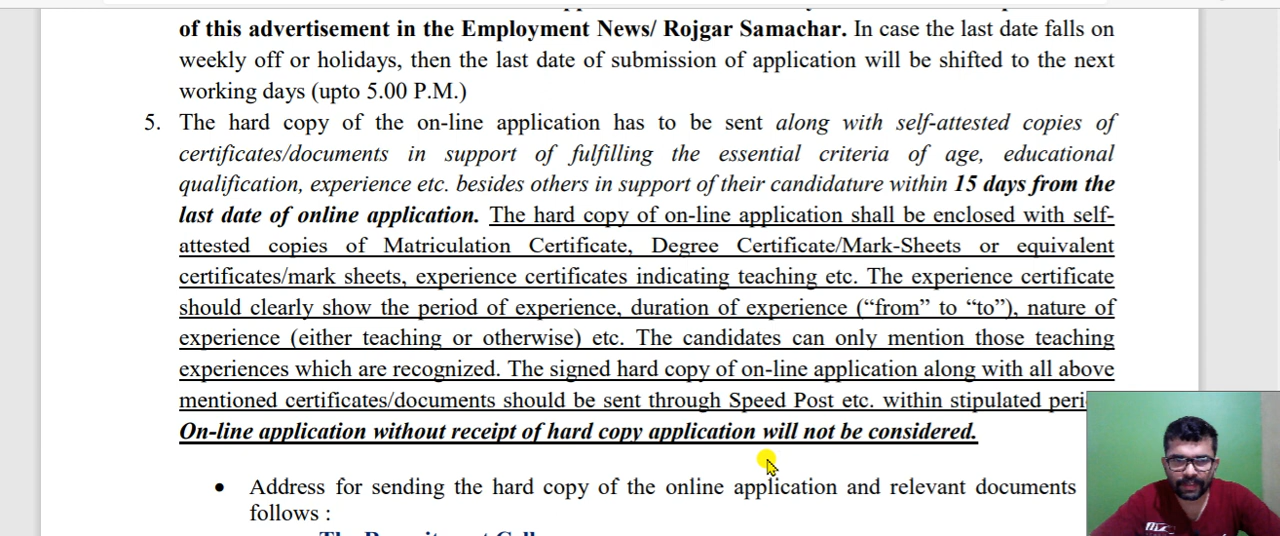 of this advertisement in the Employment News/ Rojgar Samachar. In case the last date falls on
weekly off or holidays, then the last date of submission of application will be shifted to the next
working days (upto 5.00 P.M.)
5. The hard copy of the on-line application has to be sent along with self-attested copies of
certificates/documents in support of fulfilling the essential criteria of age, educational
qualification, experience etc. besides others in support of their candidature within 15 days from the
last date of online application. The hard copy of on-line application shall be enclosed with self-
attested copies of Matriculation Certificate, Degree Certificate/Mark-Sheets or equivalent
certificates/mark sheets, experience certificates indicating teaching etc. The experience certificate
should clearly show the period of experience, duration of experience (“from” to “to”), nature of
experience (either teaching or otherwise) etc. The candidates can only mention those teaching
experiences which are recognized. The signed hard copy of on-line application along with all above
mentioned certificates/documents should be sent through Speed Post etc. within stipulated
On-line application without receipt of hard copy application will not be considered.
• Address for sending the hard copy of the online application and relevant documents
follows :